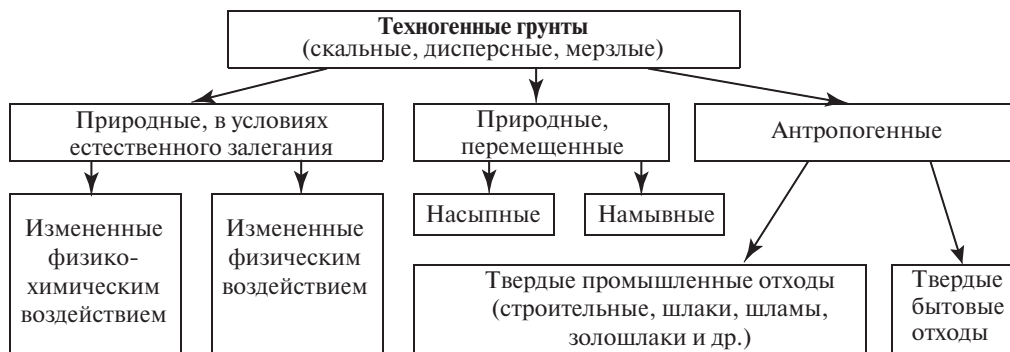 Техногенные грунты
(скальные, дисперсные, мерзлые)
Природные, в условиях
естественного залегания
Природные,
перемещенные
Антропогенные
Измененные
физико-
химическим
воздействием
Измененные
физическим
воздействием
Насыпные
Намывные
Твердые промышленные отходы
(строительные, шлаки, шламы,
золошлаки и др.)
Твердые
бытовые
отходы